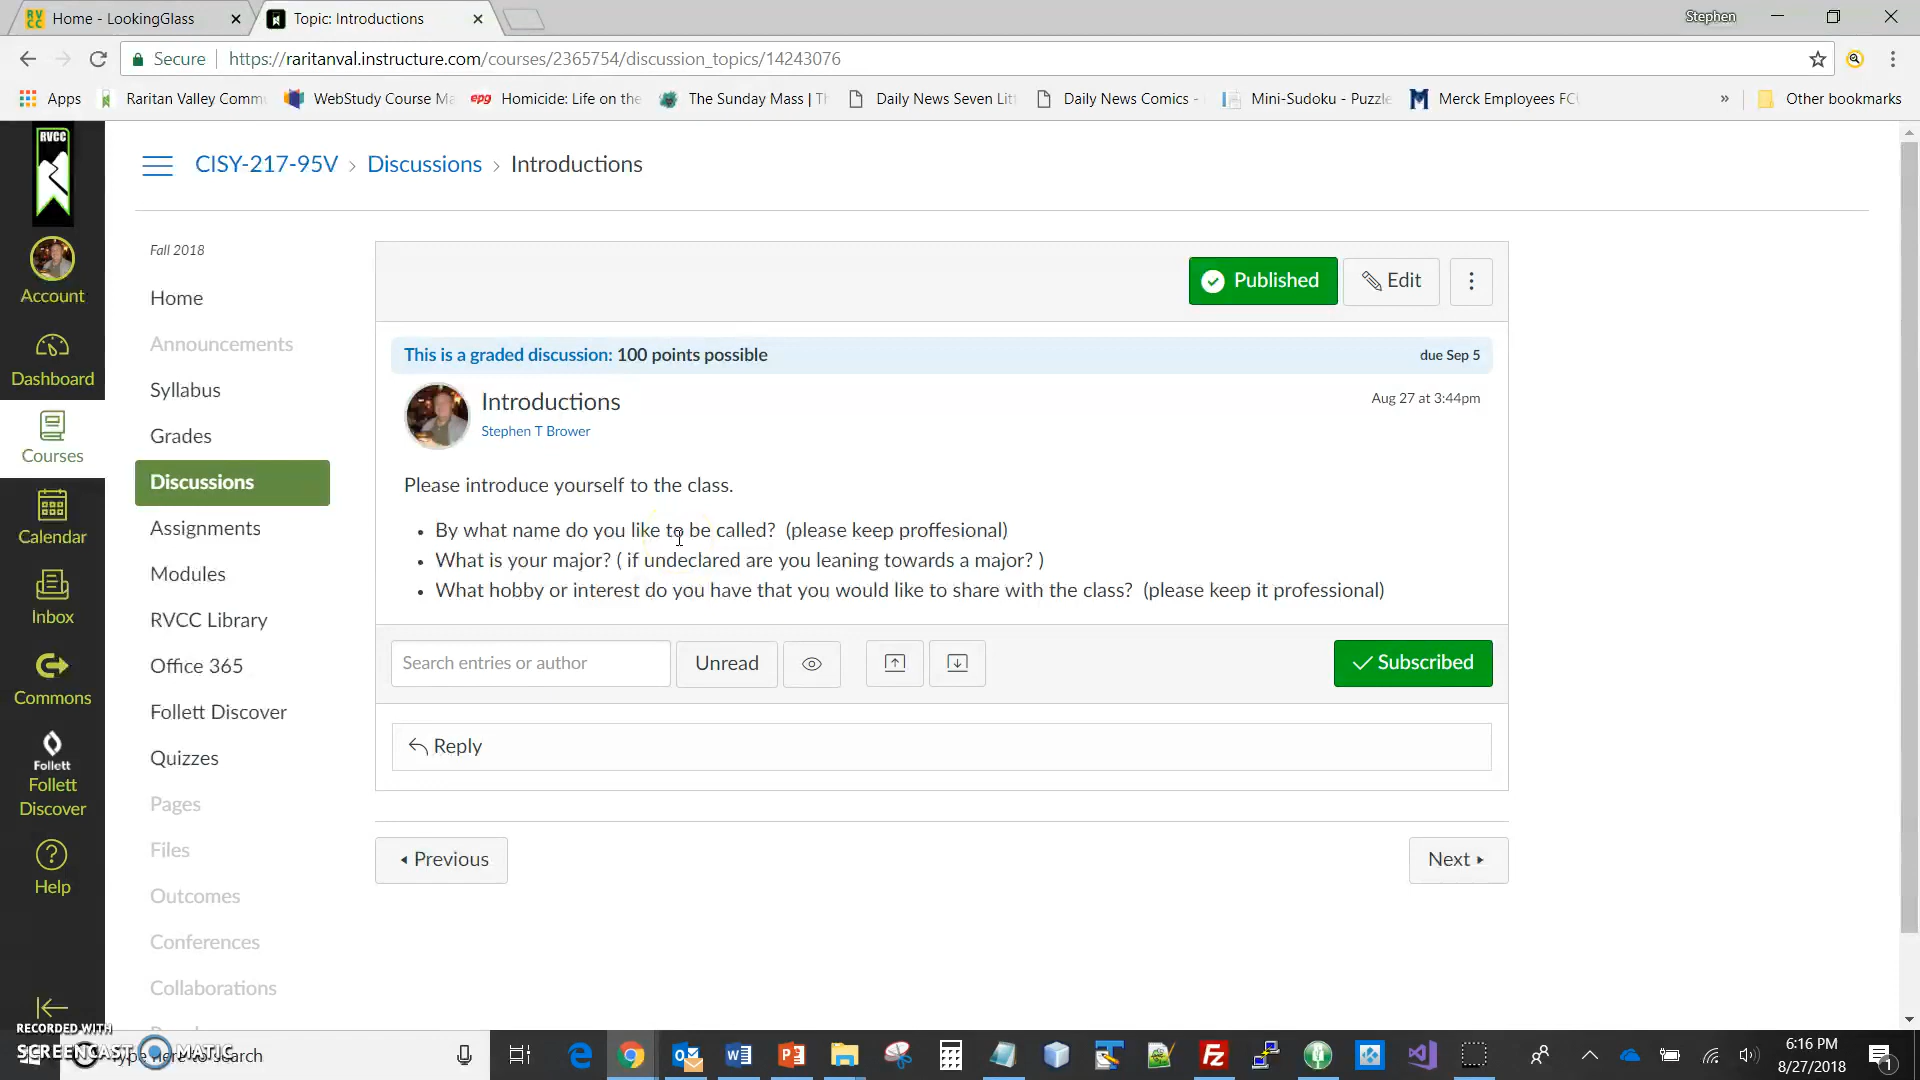 Home - LookingGlass
Topic: Introductions
Stephen
Secure
https://raritanval.instructure.com/courses/2365754/discussion_topics/14243076
Apps
Raritan Valley Comm
WebStudy Course Ma
epg
Homicide: Life on the
The Sunday Mass | T
Daily News Seven Lit
Daily News Comics -
Mini-Sudoku - Puzzle
Merck Employees FC
»
Other bookmarks
RVCC
Account
Dashboard
Courses
Calendar
Inbox
Commons
Follett
Follett
Discover
Help
CISY-217-95V › Discussions › Introductions
Fall 2018
Home
Announcements
Syllabus
Grades
Discussions
Assignments
Modules
RVCC Library
Office 365
Follett Discover
Quizzes
Pages
Files
Outcomes
Conferences
Collaborations
Published
Edit
This is a graded discussion: 100 points possible
due Sep 5
Introductions
Aug 27 at 3:44pm
Stephen T Brower
Please introduce yourself to the class.
• By what name do you like to be called?  (please keep proffesional)
• What is your major? ( if undeclared are you leaning towards a major? )
• What hobby or interest do you have that you would like to share with the class?  (please keep it professional)
Search entries or author
Unread
Subscribed
Reply
Previous
Next
RECORDED WITH
SCREENCAST MATIC
Type here to search
6:16 PM
8/27/2018
1